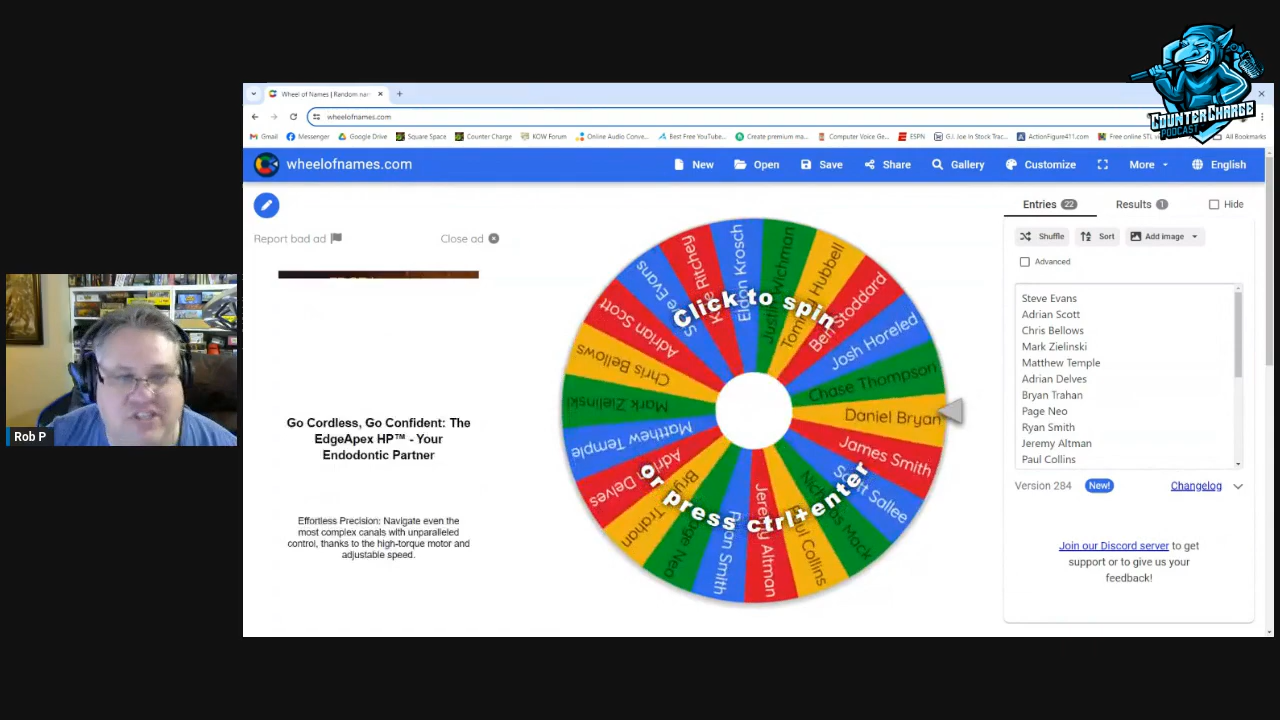 COUNTER CHARGE
PODCAST
Wheel of Names | Random nam
wheelofnames.com
Gmail
Messenger
Google Drive
Square Space
Counter Charge
KOW Forum
Online Audio Conve...
Best Free YouTube...
Create premium ma...
Computer Voice Ge...
ESPN
G.I. Joe In Stock Trac...
ActionFigure411.com
Free online STL
All Bookmarks
wheelofnames.com
New
Open
Save
Share
Gallery
Customize
More
English
Report bad ad
Close ad
Go Cordless, Go Confident: The
EdgeApex HP™ - Your
Endodontic Partner
Effortless Precision: Navigate even the
most complex canals with unparalleled
control, thanks to the high-torque motor and
adjustable speed.
Click to spin
or press ctrl+enter
Steve Evans
Ritchey
Eldon Krosch
Justin Wichman
Hubbell
Ben Stoddard
Josh Horeled
Chase Thompson
Daniel Bryan
James Smith
Scott Sallee
Nicholas Mack
Paul Collins
Jeremy Altman
Ryan Smith
Page Neo
Bryan Trahan
Adrian Delves
Matthew Temple
Mark Zielinski
Chris Bellows
Adrian Scott
Entries 22
Results 1
Hide
Shuffle
Sort
Add image
Advanced
Steve Evans
Adrian Scott
Chris Bellows
Mark Zielinski
Matthew Temple
Adrian Delves
Bryan Trahan
Page Neo
Ryan Smith
Jeremy Altman
Paul Collins
Version 284
New!
Changelog
Join our Discord server to get
support or to give us your
feedback!
Rob P